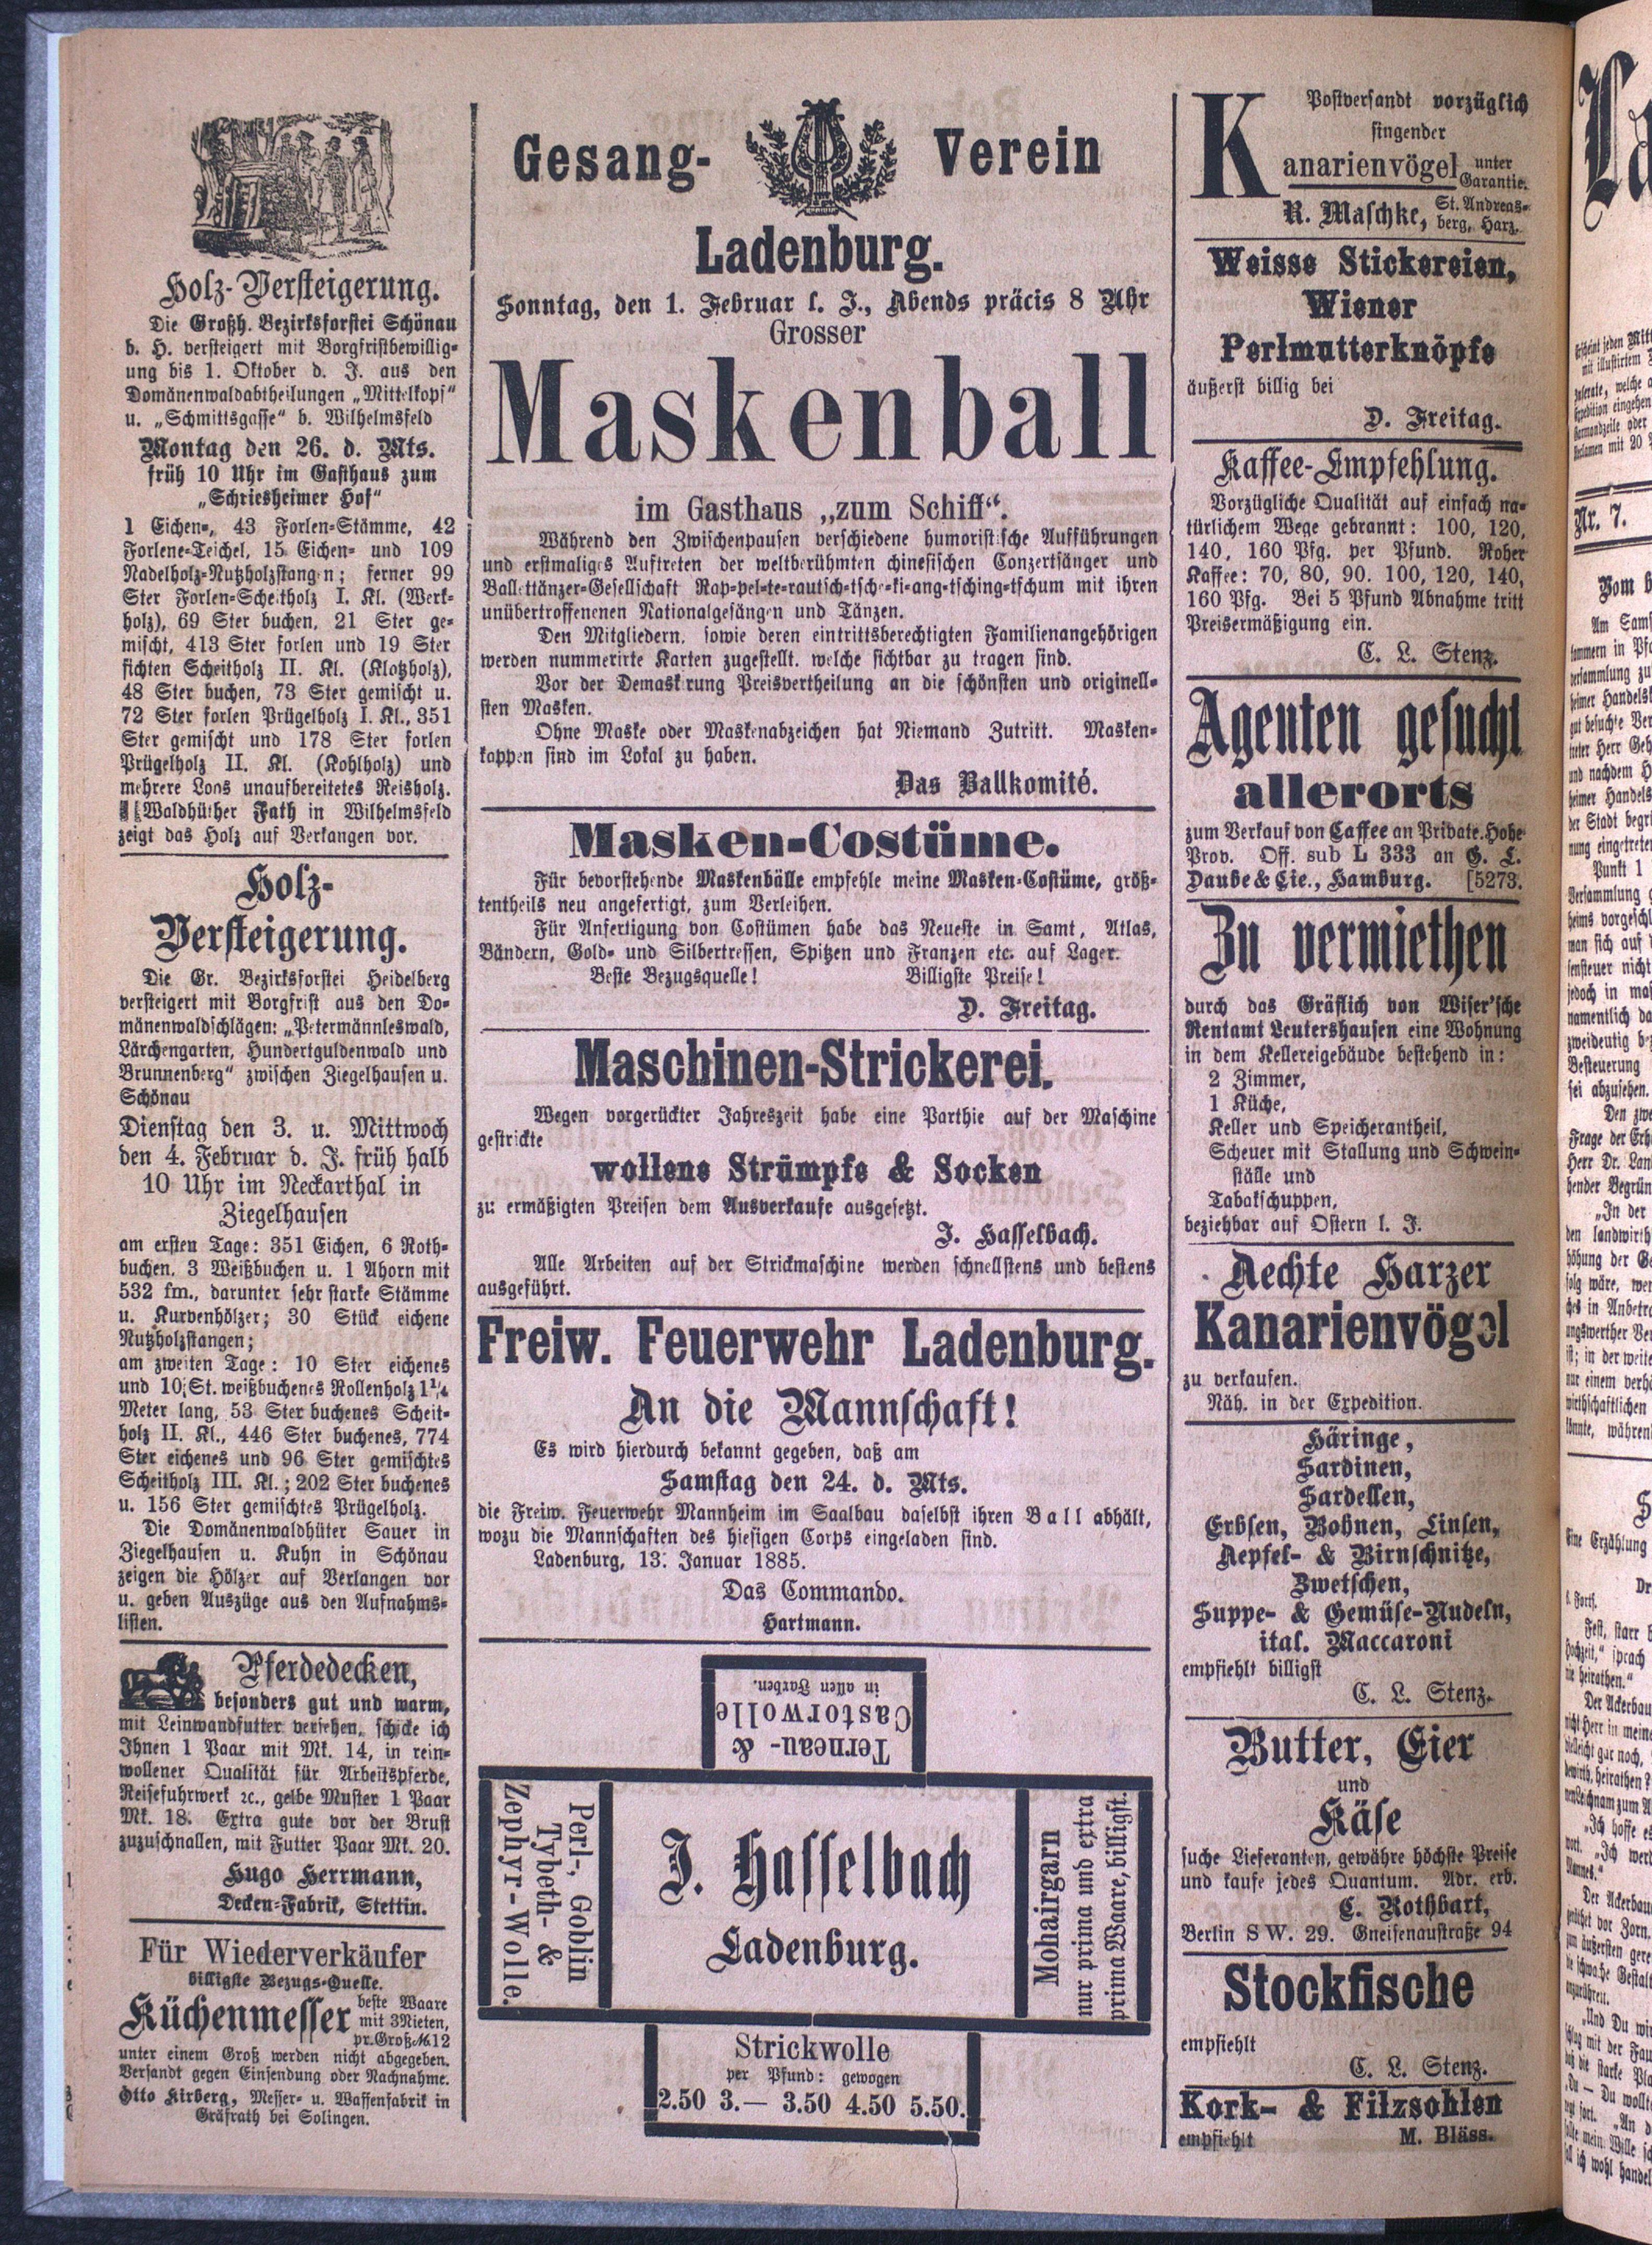 Holz-Versteigerung.
Die Großh. Bezirksforstei Schönau
b. H. versteigert mit Borgfristbewillig-
ung bis 1. Oktober d. J. aus den
Domänenwaldabtheilungen „Mittelkopf“
u. „Schmittsgasse“ b. Wilhelmsfeld
Montag den 26. d. Mts.
früh 10 Uhr im Gasthaus zum
„Schriesheimer Hof“
1 Eichen-, 43 Forlen-Stämme, 42
Forlene-Teichel, 15 Eichen- und 109
Nadelholz-Nutzholzstangen; ferner 99
Ster Forlen-Scheitholz I. Kl. (Werk-
holz), 69 Ster buchen, 21 Ster ge-
mischt, 413 Ster forlen und 19 Ster
fichten Scheitholz II. Kl. (Klotzholz),
48 Ster buchen, 73 Ster gemischt u.
72 Ster forlen Prügelholz I. Kl., 351
Ster gemischt und 178 Ster forlen
Prügelholz II. Kl. (Kohlholz) und
mehrere Loos unaufbereitetes Reisholz.
Waldhüther Fath in Wilhelmsfeld
zeigt das Holz auf Verlangen vor.
Holz-
Versteigerung.
Die Gr. Bezirksforstei Heidelberg
versteigert mit Borgfrist aus den Do-
mänenwaldschlägen: „Petermännleswald,
Lärchengarten, Hundertguldenwald und
Brunnenberg“ zwischen Ziegelhausen u.
Schönau
Dienstag den 3. u. Mittwoch
den 4. Februar d. J. früh halb
10 Uhr im Neckarthal in
Ziegelhausen
am ersten Tage: 351 Eichen, 6 Roth-
buchen, 3 Weißbuchen u. 1 Ahorn mit
532 fm., darunter sehr starke Stämme
u. Kurvenhölzer; 30 Stück eichene
Nutzholzstangen;
am zweiten Tage: 10 Ster eichenes
und 10 St. weißbuchenes Rollenholz 1¼
Meter lang, 53 Ster buchenes Scheit-
holz II. Kl., 446 Ster buchenes, 774
Ster eichenes und 96 Ster gemischtes
Scheitholz III. Kl.; 202 Ster buchenes
u. 156 Ster gemischtes Prügelholz.
Die Domänenwaldhüter Sauer in
Ziegelhausen u. Kuhn in Schönau
zeigen die Hölzer auf Verlangen vor
u. geben Auszüge aus den Aufnahms-
listen.
Pferdedecken,
besonders gut und warm,
mit Leinwandfutter versehen, schicke ich
Ihnen 1 Paar mit Mk. 14, in rein-
wollener Qualität für Arbeitspferde,
Reisefuhrwerk ꝛc., gelbe Muster 1 Paar
Mk. 18. Extra gute vor der Brust
zuzuschnallen, mit Futter Paar Mk. 20.
Hugo Herrmann,
Decken-Fabrik, Stettin.
Für Wiederverkäufer
billigste Bezugs-Quelle.
Küchenmesser beste Waare
mit 3 Nieten,
pr. Groß M. 12
unter einem Groß werden nicht abgegeben.
Versandt gegen Einsendung oder Nachnahme.
Otto Kirberg, Messer- u. Waffenfabrik in
Gräfrath bei Solingen.
Gesang- Verein
Ladenburg.
Sonntag, den 1. Februar l. J., Abends präcis 8 Uhr
Grosser
Maskenball
im Gasthaus „zum Schiff“.
Während den Zwischenpausen verschiedene humoristische Aufführungen
und erstmaliges Auftreten der weltberühmten chinesischen Conzertsänger und
Ballettänzer-Gesellschaft Rap-pel-te-rautsch-tsche-ki-ang-tsching-tschum mit ihren
unübertroffenenen Nationalgesängen und Tänzen.
Den Mitgliedern, sowie deren eintrittsberechtigten Familienangehörigen
werden nummerirte Karten zugestellt, welche sichtbar zu tragen sind.
Vor der Demaskirung Preisvertheilung an die schönsten und originell-
sten Masken.
Ohne Maske oder Maskenabzeichen hat Niemand Zutritt. Masken-
kappen sind im Lokal zu haben.
Das Ballkomité.
Masken-Costüme.
Für bevorstehende Maskenbälle empfehle meine Masken-Costüme, größ-
tentheils neu angefertigt, zum Verleihen.
Für Anfertigung von Costümen habe das Neueste in Samt, Atlas,
Bändern, Gold- und Silbertressen, Spitzen und Franzen etc. auf Lager.
Beste Bezugsquelle! Billigste Preise!
D. Freitag.
Maschinen-Strickerei.
Wegen vorgerückter Jahreszeit habe eine Parthie auf der Maschine
gestrickte
wollene Strümpfe & Socken
zu ermäßigten Preisen dem Ausverkaufe ausgesetzt.
J. Hasselbach.
Alle Arbeiten auf der Strickmaschine werden schnellstens und bestens
ausgeführt.
Freiw. Feuerwehr Ladenburg.
An die Mannschaft!
Es wird hierdurch bekannt gegeben, daß am
Samstag den 24. d. Mts.
die Freiw. Feuerwehr Mannheim im Saalbau daselbst ihren Ball abhält,
wozu die Mannschaften des hiesigen Corps eingeladen sind.
Ladenburg, 13. Januar 1885.
Das Commando.
Hartmann.
Terneau- &
Castorwolle
in allen Farben.
Perl-, Goblin
Tybeth- &
Zephyr-Wolle.
J. Hasselbach
Ladenburg.
Mohairgarn
nur prima und extra
prima Waare, billigst.
Strickwolle
per Pfund: gewogen
2.50 3.— 3.50 4.50 5.50.
Postversandt vorzüglich
singender
Kanarienvögel unter
Garantie.
R. Maschke, St. Andreas-
berg, Harz.
Weisse Stickereien,
Wiener
Perlmutterknöpfe
äußerst billig bei
D. Freitag.
Kaffee-Empfehlung.
Vorzügliche Qualität auf einfach na-
türlichem Wege gebrannt: 100, 120,
140, 160 Pfg. per Pfund. Roher
Kaffee: 70, 80, 90. 100, 120, 140,
160 Pfg. Bei 5 Pfund Abnahme tritt
Preisermäßigung ein.
C. L. Stenz.
Agenten gesucht
allerorts
zum Verkauf von Caffee an Private. Hohe
Prov. Off. sub L 333 an G. L.
Daube & Cie., Hamburg. [5273.
Zu vermiethen
durch das Gräflich von Wiser'sche
Rentamt Leutershausen eine Wohnung
in dem Kellereigebäude bestehend in:
2 Zimmer,
1 Küche,
Keller und Speicherantheil,
Scheuer mit Stallung und Schwein-
ställe und
Tabakschuppen,
beziehbar auf Ostern l. J.
Aechte Harzer
Kanarienvögel
zu verkaufen.
Näh. in der Expedition.
Häringe,
Sardinen,
Sardellen,
Erbsen, Bohnen, Linsen,
Aepfel- & Birnschnitze,
Zwetschen,
Suppe- & Gemüse-Nudeln,
ital. Maccaroni
empfiehlt billigst
C. L. Stenz.
Butter, Eier
und
Käse
suche Lieferanten, gewähre höchste Preise
und kaufe jedes Quantum. Adr. erb.
C. Rothbart,
Berlin SW. 29. Gneisenaustraße 94
Stockfische
empfiehlt
C. L. Stenz.
Kork- & Filzsohlen
empfiehlt M. Bläss.
Nr. 7.